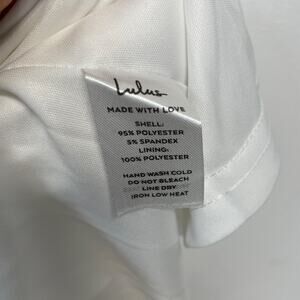 Lulus
MADE WITH LOVE
SHELL:
95% POLYESTER
5% SPANDEX
LINING:
100% POLYESTER
HAND WASH COLD
DO NOT BLEACH
LINE DRY
IRON LOW HEAT